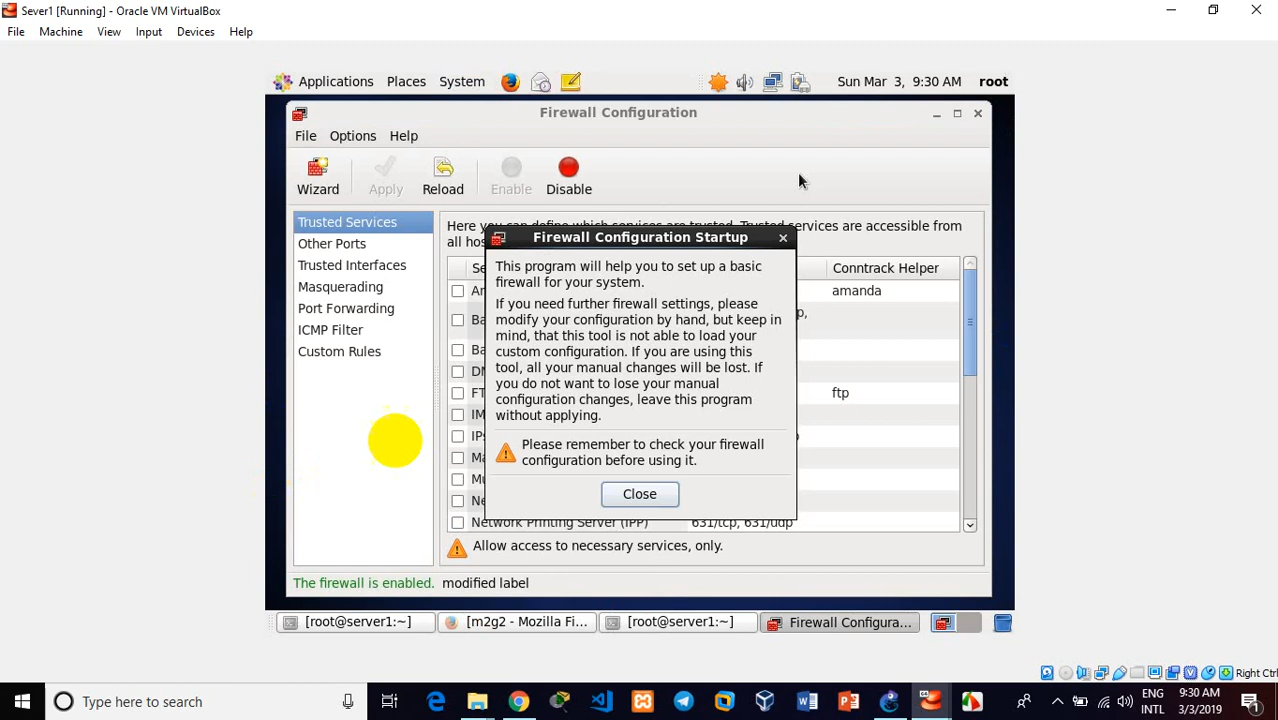 Sever1 [Running] - Oracle VM VirtualBox
File Machine View Input Devices Help
Applications Places System Sun Mar 3, 9:30 AM root
Firewall Configuration
File Options Help
Wizard Apply Reload Enable Disable
Trusted Services
Other Ports
Trusted Interfaces
Masquerading
Port Forwarding
ICMP Filter
Custom Rules
Here you can define which services are trusted. Trusted services are accessible from
all
Conntrack Helper
amanda
ftp
Network Printing Server (IPP) 631/tcp, 631/udp
Allow access to necessary services, only.
Firewall Configuration Startup
This program will help you to set up a basic
firewall for your system.
If you need further firewall settings, please
modify your configuration by hand, but keep in
mind, that this tool is not able to load your
custom configuration. If you are using this
tool, all your manual changes will be lost. If
you do not want to lose your manual
configuration changes, leave this program
without applying.
Please remember to check your firewall
configuration before using it.
Close
The firewall is enabled. modified label
[root@server1:~] [m2g2 - Mozilla Fi... [root@server1:~] Firewall Configura...
Right Ctrl
Type here to search
ENG
INTL
9:30 AM
3/3/2019
1